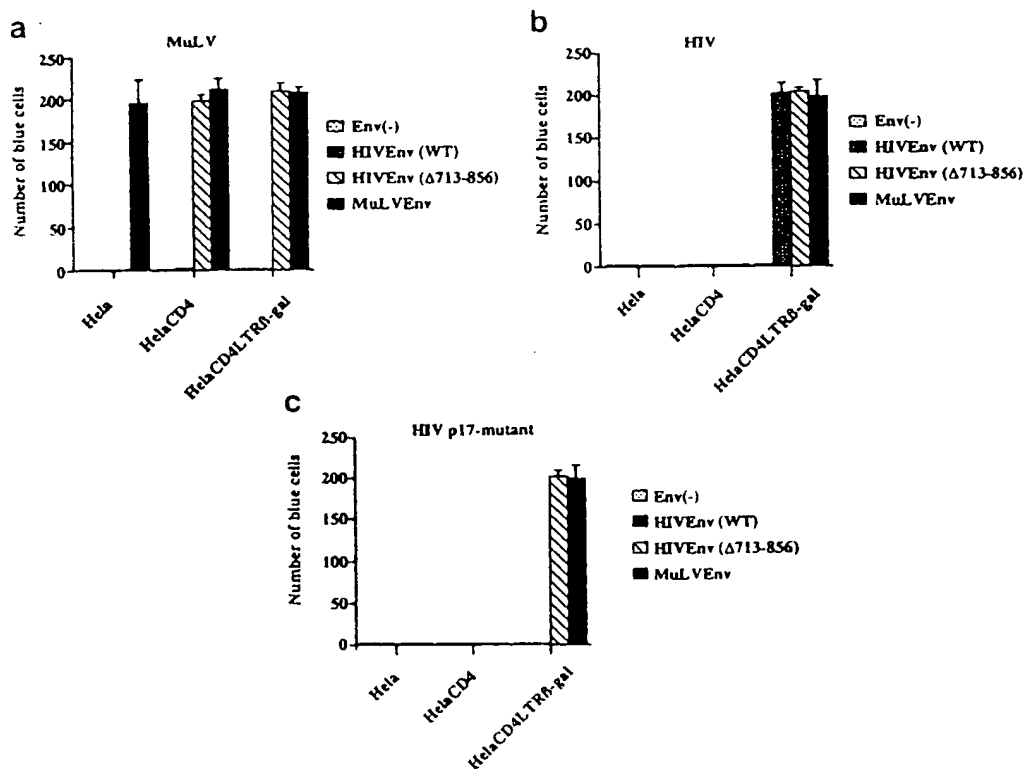 a
MuLV
Number of blue cells
250
200
150
100
50
0
Hela
HelaCD4
HelaCD4LTRß-gal
Env(-)
HIVEnv (WT)
HIVEnv (Δ713-856)
MuLVEnv
b
HIV
Number of blue cells
250
200
150
100
50
0
Hela
HelaCD4
HelaCD4LTRß-gal
Env(-)
HIVEnv (WT)
HIVEnv (Δ713-856)
MuLVEnv
c
HIV p17-mutant
Number of blue cells
250
200
150
100
50
0
Hela
HelaCD4
HelaCD4LTRß-gal
Env(-)
HIVEnv (WT)
HIVEnv (Δ713-856)
MuLVEnv